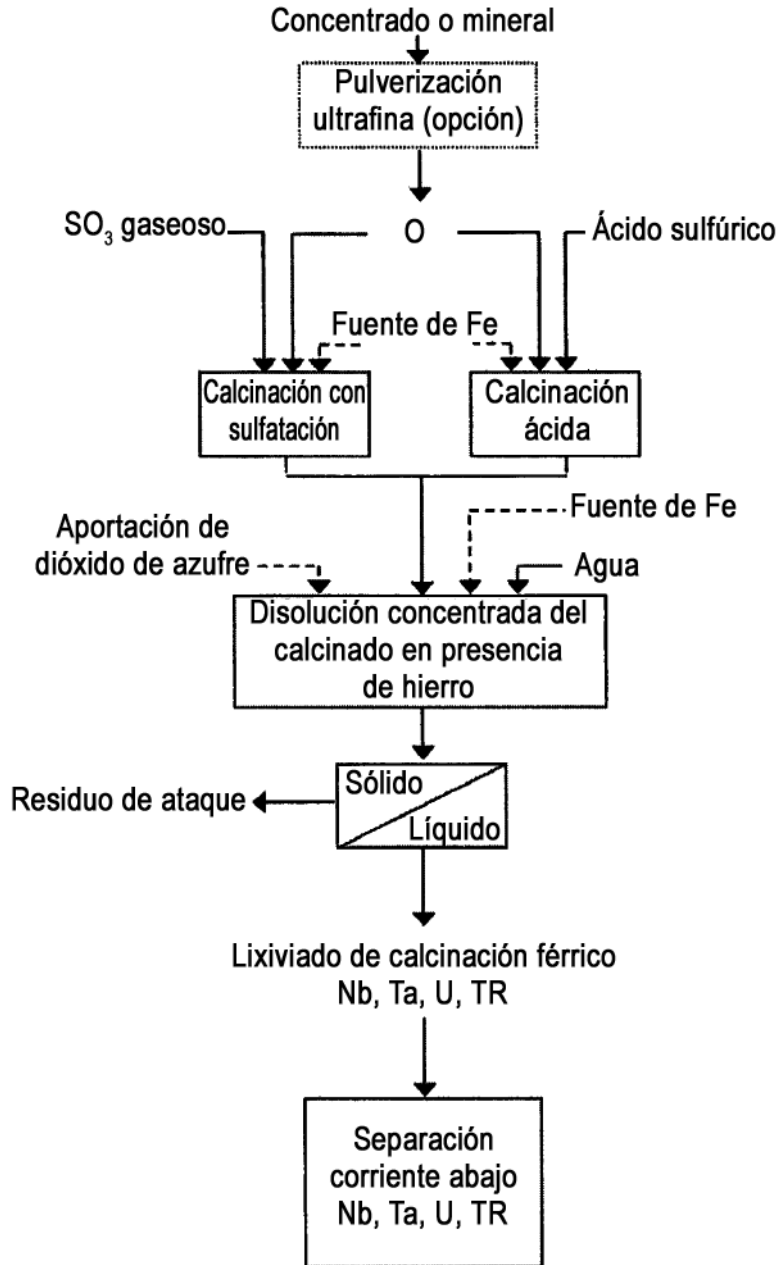 Concentrado o mineral
Pulverización
ultrafina (opción)
SO₃ gaseoso
O
Ácido sulfúrico
Fuente de Fe
Calcinación con
sulfatación
Calcinación
ácida
Aportación de
dióxido de azufre
Fuente de Fe
Agua
Disolución concentrada del
calcinado en presencia
de hierro
Residuo de ataque
Sólido
Líquido
Lixiviado de calcinación férrico
Nb, Ta, U, TR
Separación
corriente abajo
Nb, Ta, U, TR